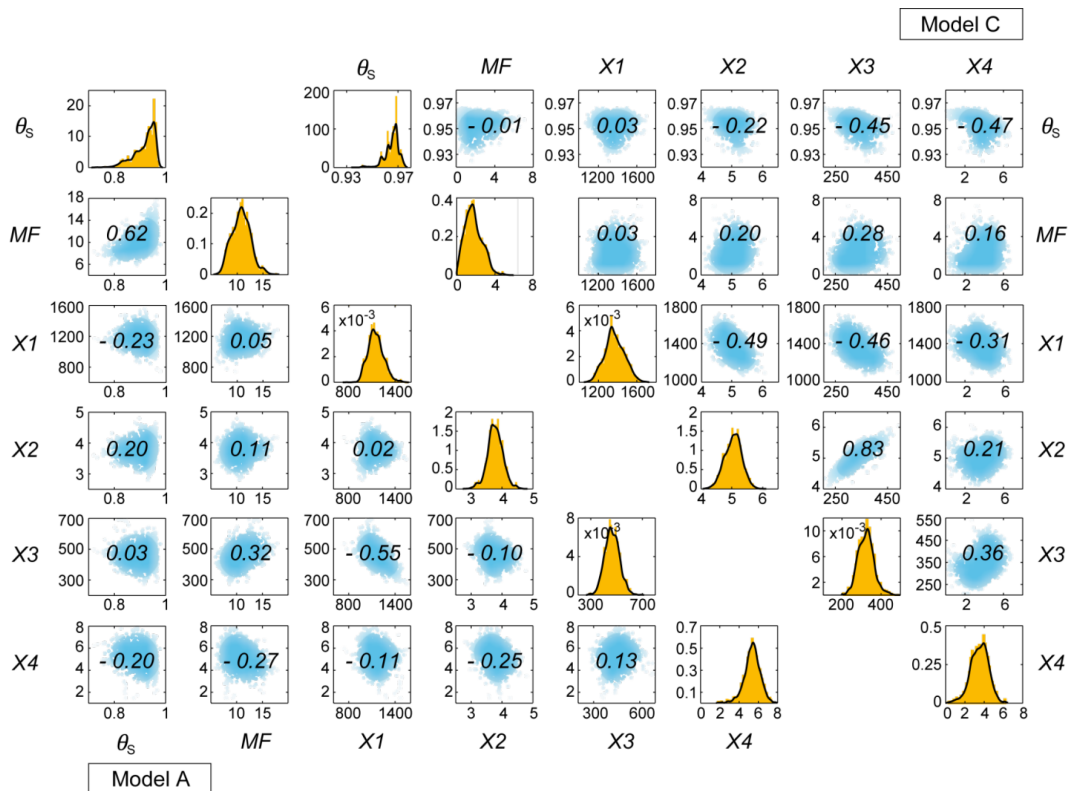 Model C
θS MF X1 X2 X3 X4
20 200 0.97 0.97 0.97 0.97 0.97
θS 10 100 0.95 - 0.01 0.95 0.03 0.95 - 0.22 0.95 - 0.45 0.95 - 0.47 θS
0 0 0.93 0.93 0.93 0.93 0.93
0.8 1 0.93 0.97 0 4 8 1200 1600 4 5 6 250 450 2 6
18 0.4 8 8 8 8
14 0.2
MF 0.62 0.2 4 0.03 4 0.20 4 0.28 4 0.16 MF
10 0.1
6 0 0 0 0 0 0
0.8 1 10 15 0 2 4 6 8 1200 1600 4 5 6 250 450 2 6
1600 1600 6 6 1800 1800 1800
x10-3 x10-3
X1 1200 - 0.23 1200 0.05 4 4 1400 - 0.49 1400 - 0.46 1400 - 0.31 X1
2 2
800 800 0 0 1000 1000 1000
0.8 1 10 15 800 1400 1200 1600 4 5 6 250 450 2 6
5 5 5 2 2 6 6
1.5 1.5
X2 4 0.20 4 0.11 4 0.02 1 1 5 0.83 5 0.21 X2
0.5 0.5
3 3 3 0 0 4 4
0.8 1 10 15 800 1400 3 4 5 4 5 6 250 450 2 6
700 700 700 700 8 10 550
x10-3 x10-3 450
X3 500 0.03 500 0.32 500 - 0.55 500 - 0.10 4 6 350 0.36 X3
2 250
300 300 300 300 0
0.8 1 10 15 800 1400 3 4 5 300 700 200 400 2 6
8 8 8 8 8 0.7 0.5
6 6 6 6 6 0.5
X4 - 0.20 - 0.27 - 0.11 - 0.25 0.13 0.25 X4
4 4 4 4 4 0.3
2 2 2 2 2 0.1 0
0.8 1 10 15 800 1400 3 4 5 300 600 0 2 4 6 8 0 2 4 6 8
θS MF X1 X2 X3 X4
Model A